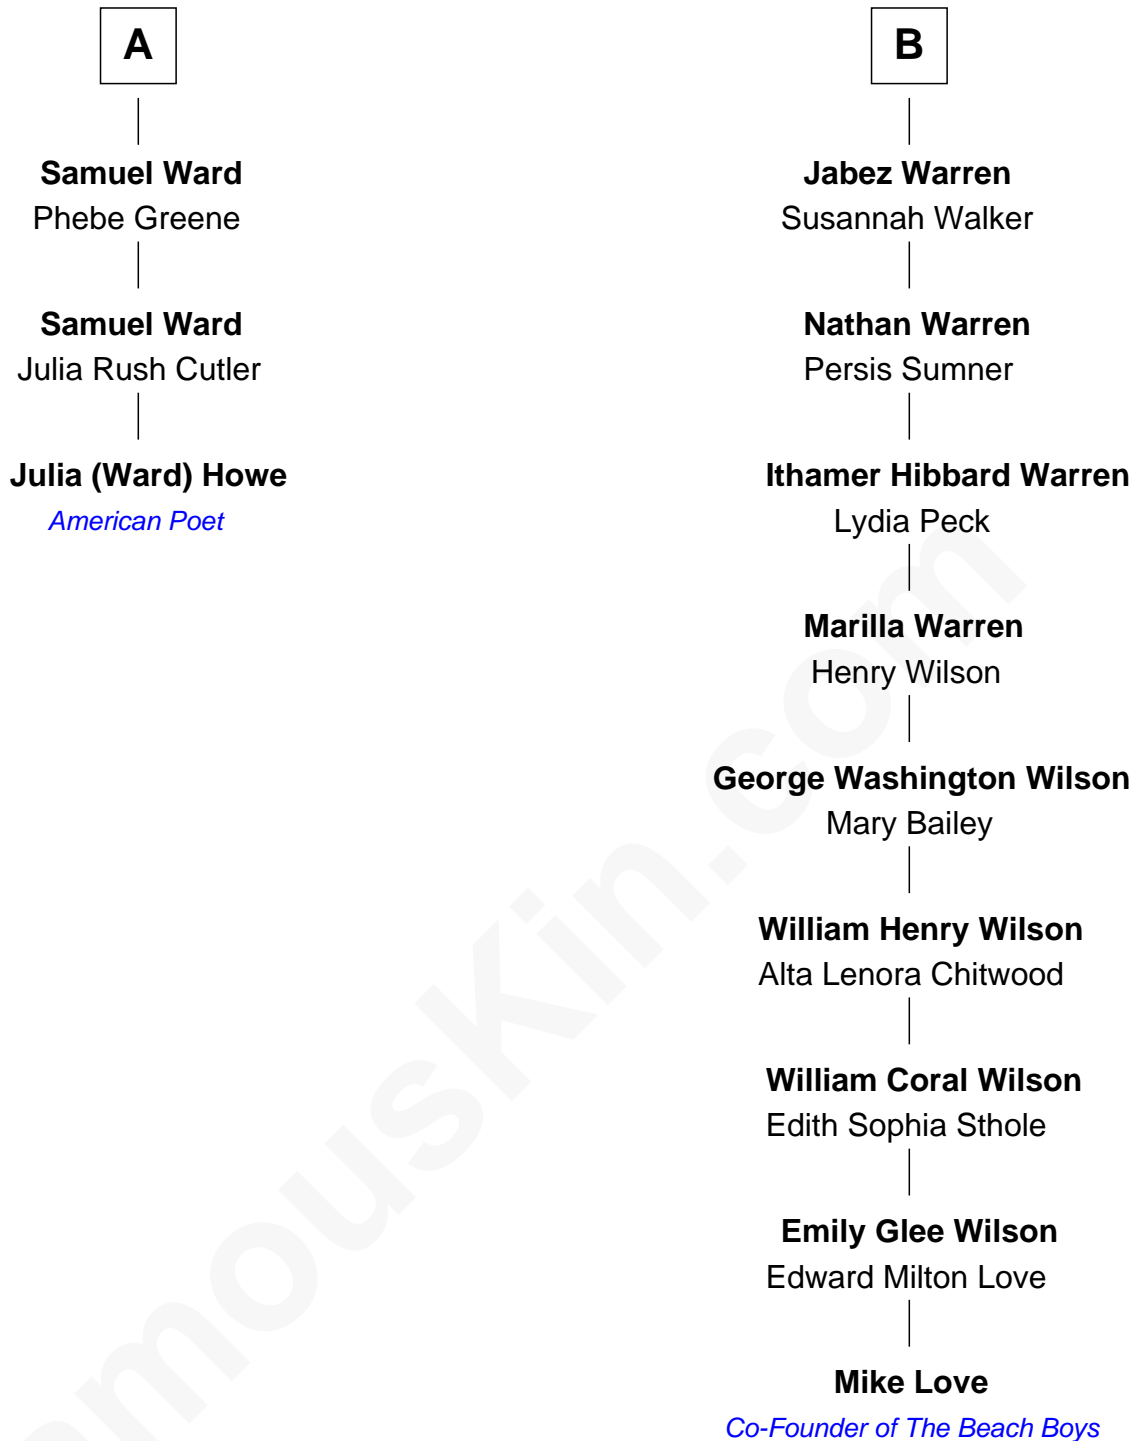 A
Samuel Ward
Phebe Greene
Samuel Ward
Julia Rush Cutler
Julia (Ward) Howe
American Poet
B
Jabez Warren
Susannah Walker
Nathan Warren
Persis Sumner
Ithamer Hibbard Warren
Lydia Peck
Marilla Warren
Henry Wilson
George Washington Wilson
Mary Bailey
William Henry Wilson
Alta Lenora Chitwood
William Coral Wilson
Edith Sophia Sthole
Emily Glee Wilson
Edward Milton Love
Mike Love
Co-Founder of The Beach Boys
amouskin.com